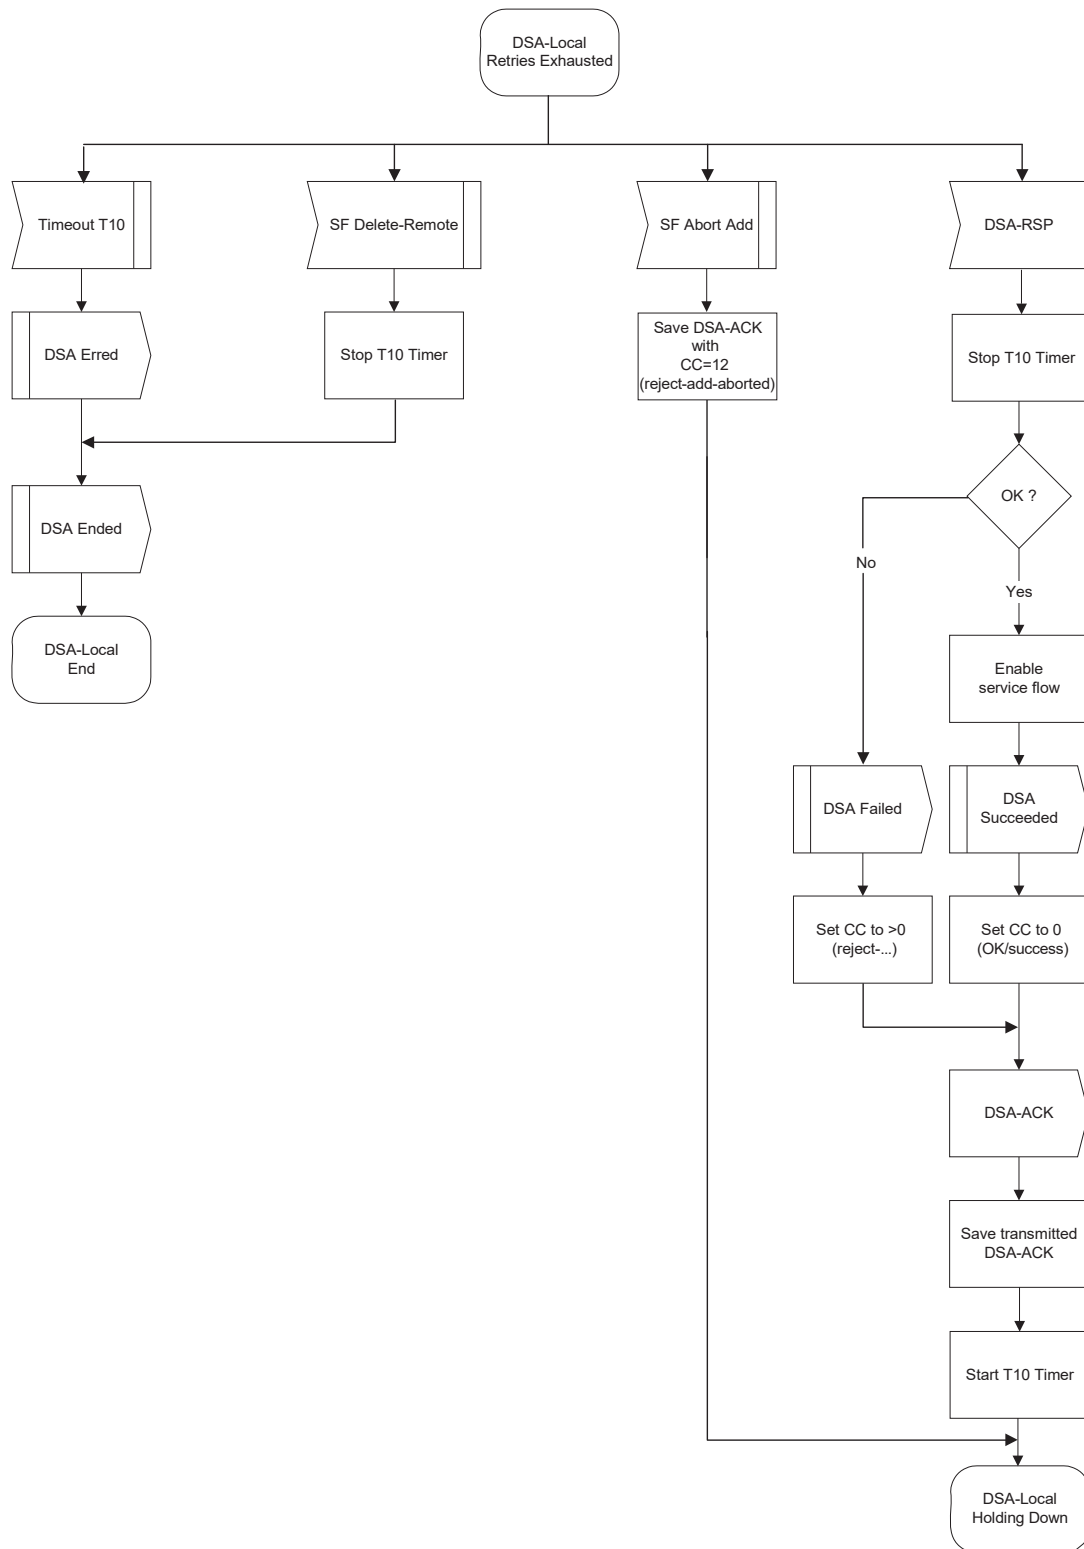 DSA-Local
Retries Exhausted
Timeout T10
SF Delete-Remote
SF Abort Add
DSA-RSP
DSA Erred
Stop T10 Timer
Save DSA-ACK
with
CC=12
(reject-add-aborted)
Stop T10 Timer
DSA Ended
OK ?
No
Yes
DSA-Local
End
Enable
service flow
DSA Failed
DSA
Succeeded
Set CC to >0
(reject-...)
Set CC to 0
(OK/success)
DSA-ACK
Save transmitted
DSA-ACK
Start T10 Timer
DSA-Local
Holding Down